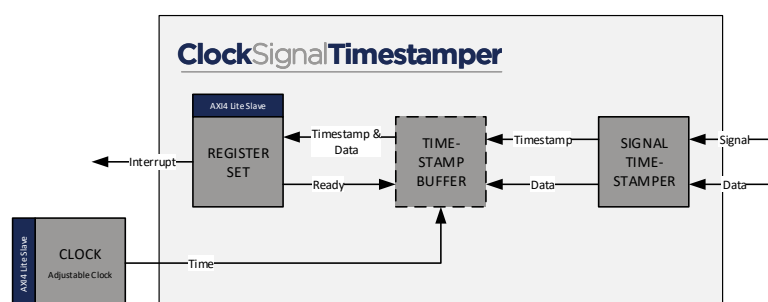 ClockSignalTimestamper
AXI4 Lite Slave
REGISTER
SET
Timestamp &
Data
Ready
TIME-
STAMP
BUFFER
Timestamp
Data
SIGNAL
TIME-
STAMPER
Signal
Data
Interrupt
AXI4 Lite Slave
CLOCK
Adjustable Clock
Time